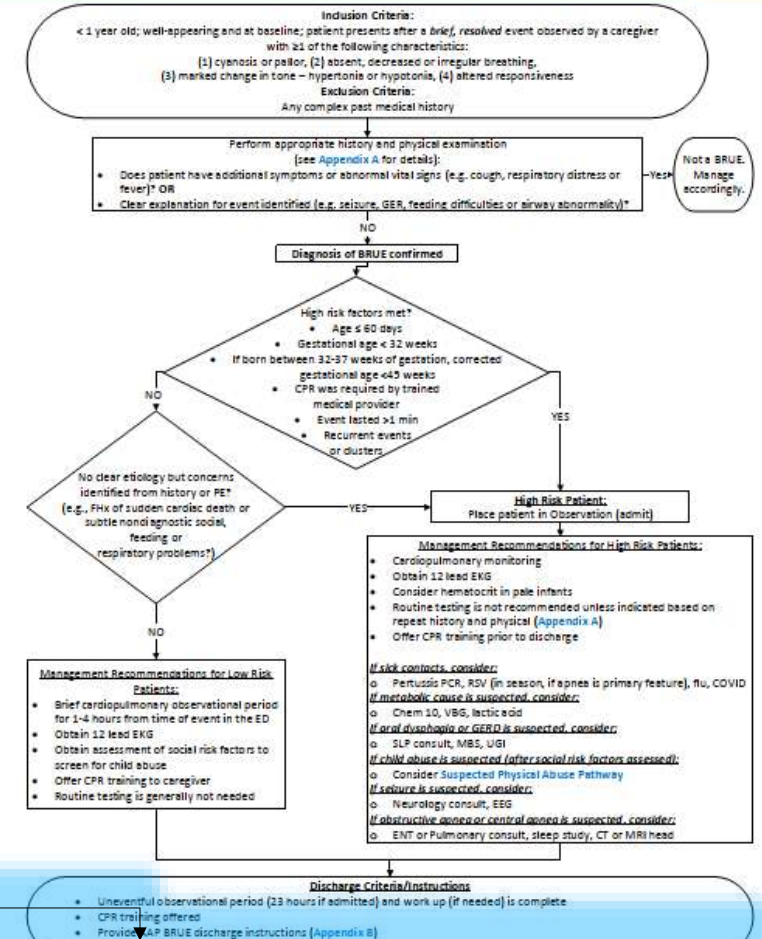 Inclusion Criteria:
< 1 year old; well-appearing and at baseline; patient presents after a brief, resolved event observed by a caregiver
with ≥1 of the following characteristics:
(1) cyanosis or pallor, (2) absent, decreased or irregular breathing,
(3) marked change in tone – hypertonia or hypotonia, (4) altered responsiveness
Exclusion Criteria:
Any complex past medical history
Perform appropriate history and physical examination
(see Appendix A for details):
• Does patient have additional symptoms or abnormal vital signs (e.g. cough, respiratory distress or
fever)? OR
• Clear explanation for event identified (e.g. seizure, GER, feeding difficulties or airway abnormality)?
Yes
Not a BRUE.
Manage
accordingly.
NO
Diagnosis of BRUE confirmed
High risk factors met?
• Age ≤ 60 days
• Gestational age < 32 weeks
• If born between 32-37 weeks of gestation, corrected
gestational age <45 weeks
• CPR was required by trained
medical provider
• Event lasted >1 min
• Recurrent events
or clusters
NO
YES
No clear etiology but concerns
identified from history or PE?
(e.g., FHx of sudden cardiac death or
subtle nondiagnostic social,
feeding or
respiratory problems?)
YES
High Risk Patient:
Place patient in Observation (admit)
NO
Management Recommendations for High Risk Patients:
• Cardiopulmonary monitoring
• Obtain 12 lead EKG
• Consider hematocrit in pale infants
• Routine testing is not recommended unless indicated based on
repeat history and physical (Appendix A)
• Offer CPR training prior to discharge
If sick contacts, consider:
o Pertussis PCR, RSV (in season, if apnea is primary feature), flu, COVID
If metabolic cause is suspected, consider:
o Chem 10, VBG, lactic acid
If oral dysphagia or GERD is suspected, consider:
o SLP consult, MBS, UGI
If child abuse is suspected (after social risk factors assessed):
o Consider Suspected Physical Abuse Pathway
If seizure is suspected, consider:
o Neurology consult, EEG
If obstructive apnea or central apnea is suspected, consider:
o ENT or Pulmonary consult, sleep study, CT or MRI head
Management Recommendations for Low Risk
Patients:
• Brief cardiopulmonary observational period
for 1-4 hours from time of event in the ED
• Obtain 12 lead EKG
• Obtain assessment of social risk factors to
screen for child abuse
• Offer CPR training to caregiver
• Routine testing is generally not needed
Discharge Criteria/Instructions
• Uneventful observational period (23 hours if admitted) and work up (if needed) is complete
• CPR training offered
• Provide AAP BRUE discharge instructions (Appendix B)